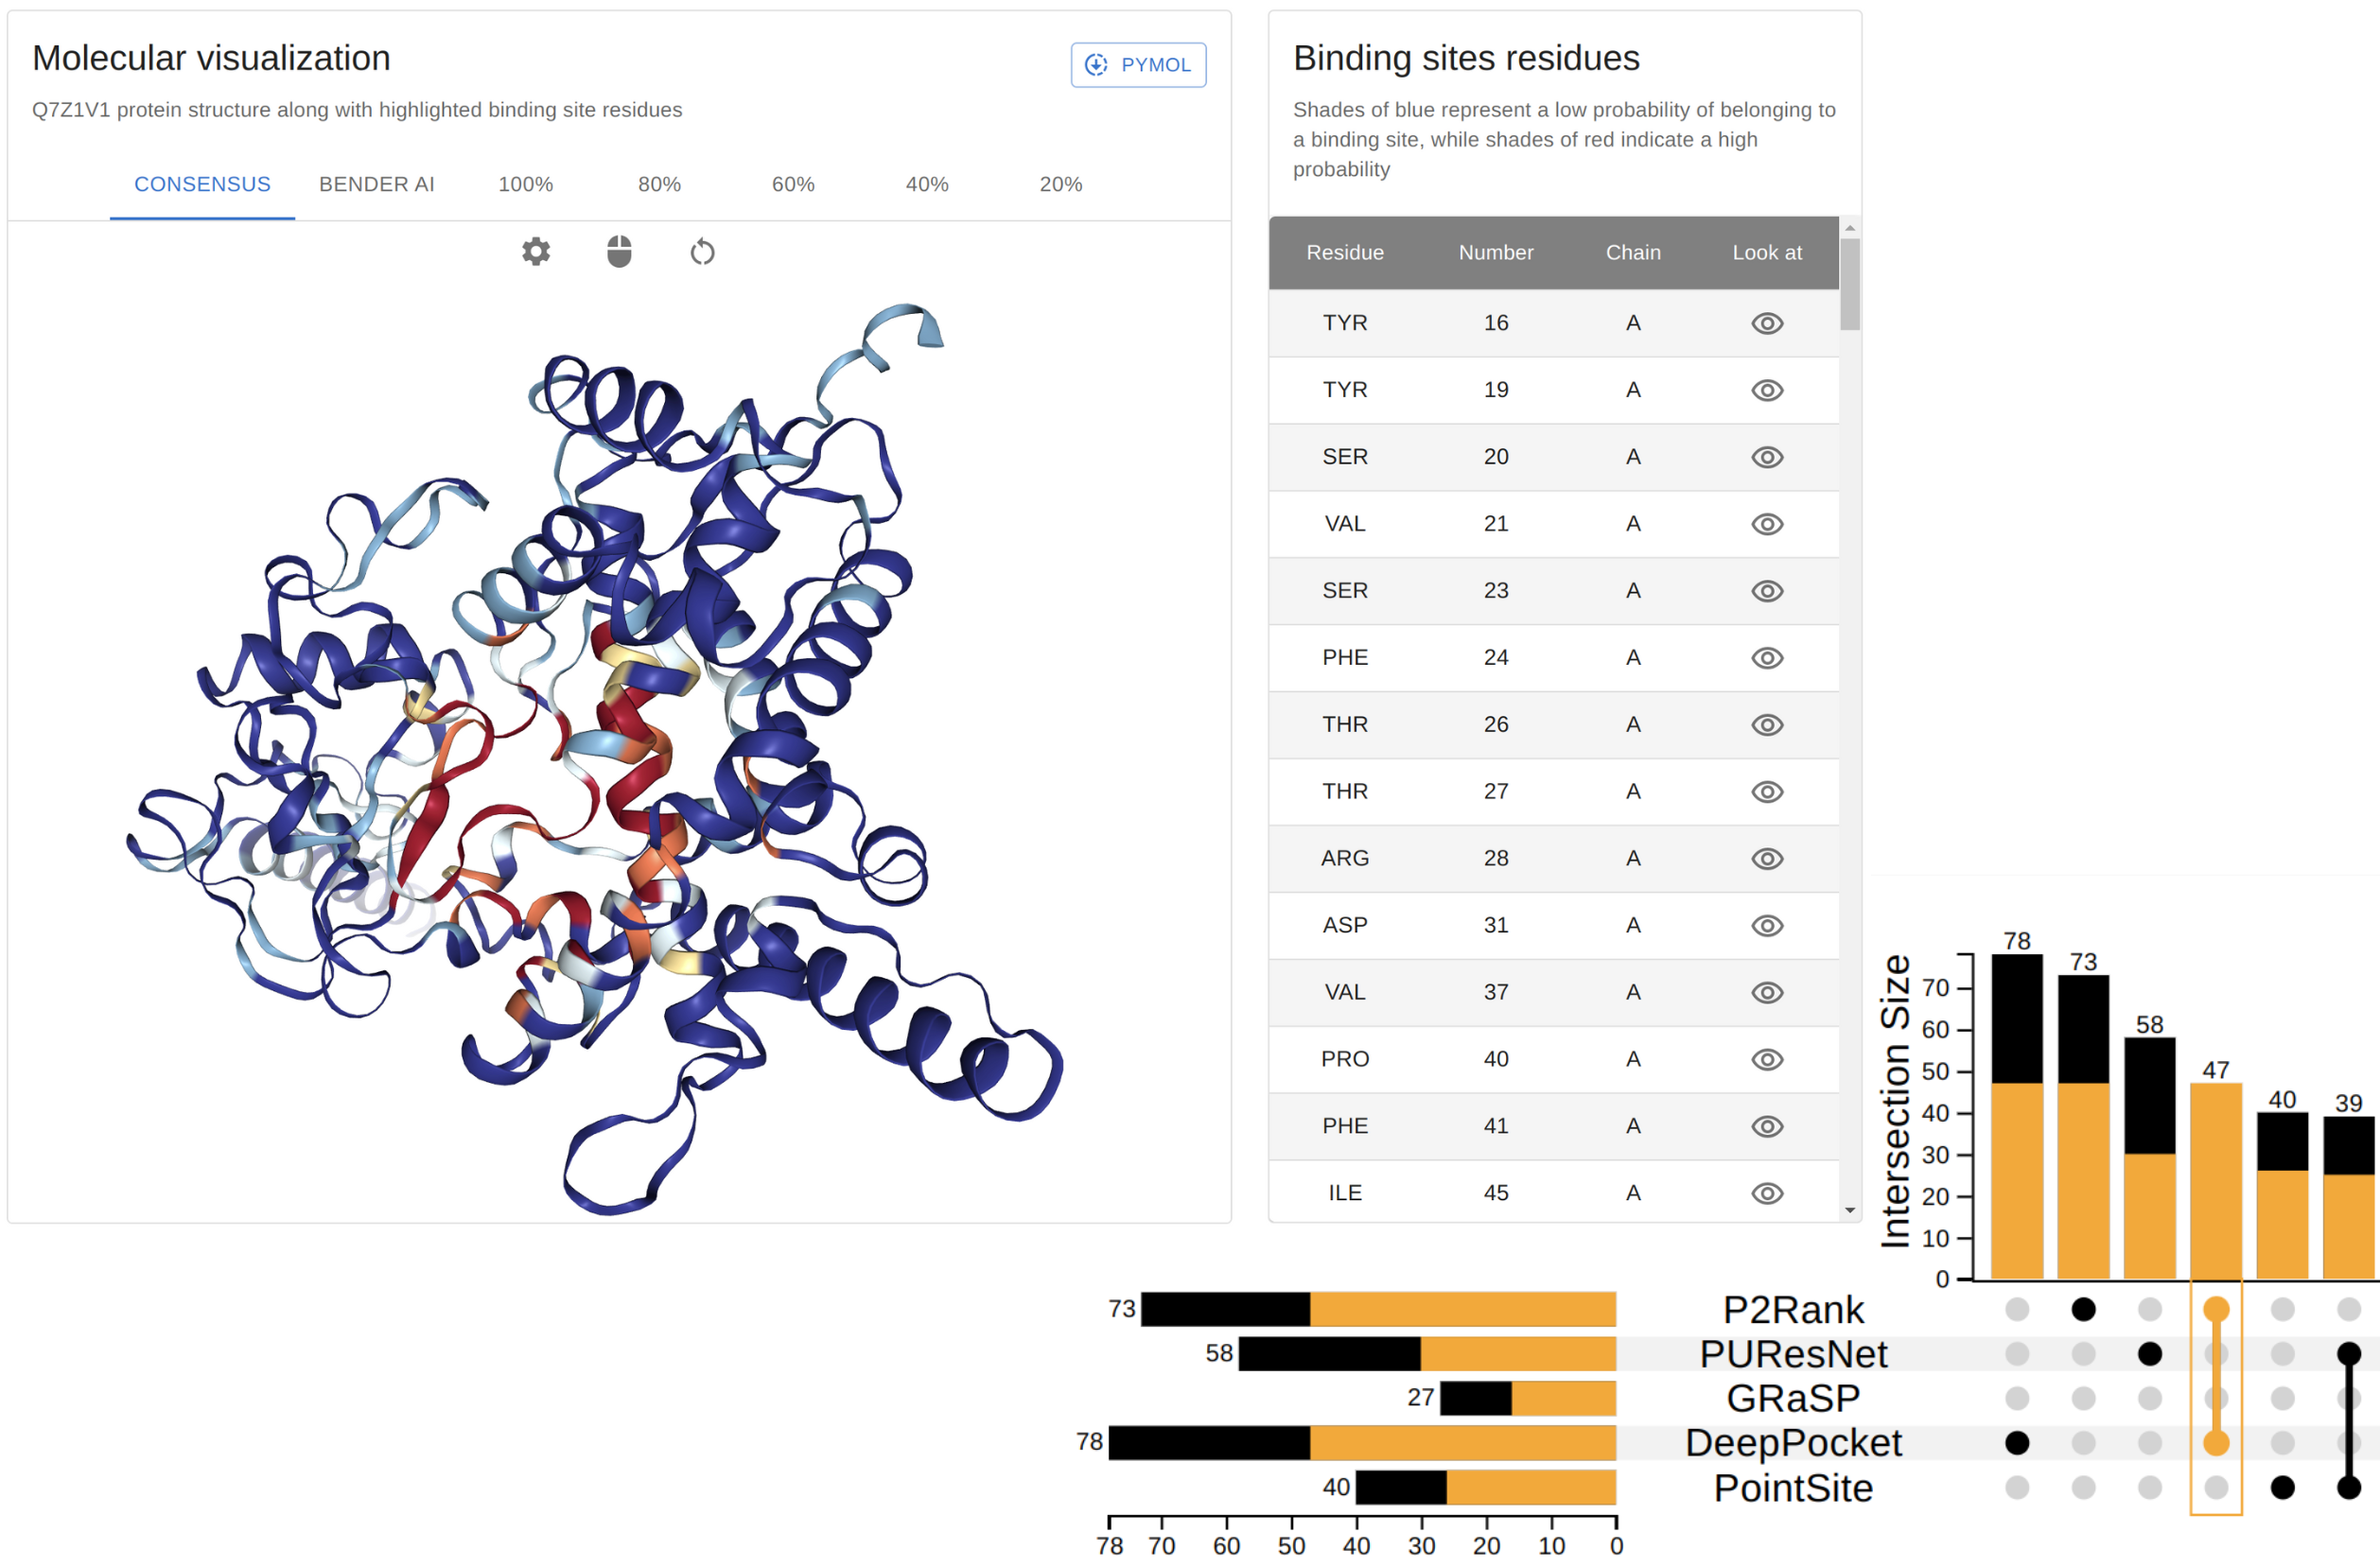 Molecular visualization
PYMOL
Q7Z1V1 protein structure along with highlighted binding site residues
CONSENSUS BENDER AI 100% 80% 60% 40% 20%
Binding sites residues
Shades of blue represent a low probability of belonging to
a binding site, while shades of red indicate a high
probability
Residue Number Chain Look at
TYR 16 A
TYR 19 A
SER 20 A
VAL 21 A
SER 23 A
PHE 24 A
THR 26 A
THR 27 A
ARG 28 A
ASP 31 A
VAL 37 A
PRO 40 A
PHE 41 A
ILE 45 A
Intersection Size
70
60
50
40
30
20
10
0
78 73 58 47 40 39
73 P2Rank
58 PUResNet
27 GRaSP
78 DeepPocket
40 PointSite
78 70 60 50 40 30 20 10 0